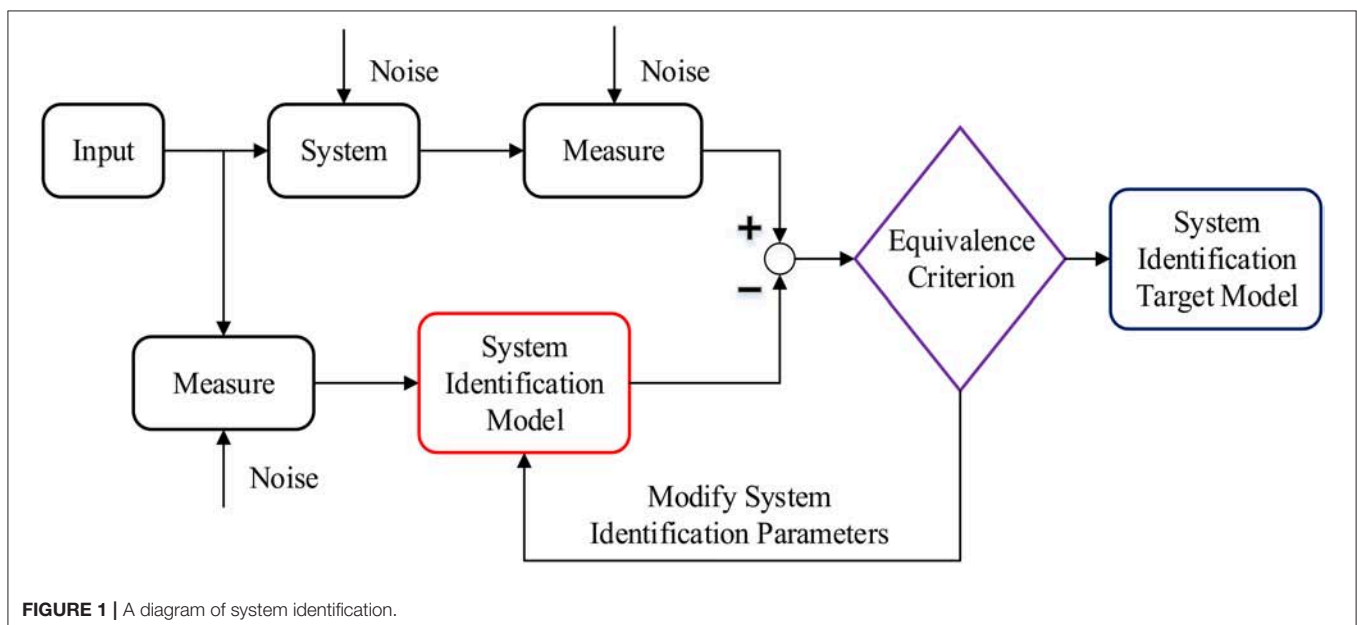 Noise
Noise
Input
System
Measure
+
−
Equivalence
Criterion
System
Identification
Target Model
Measure
System
Identification
Model
Noise
Modify System
Identification Parameters
FIGURE 1 | A diagram of system identification.